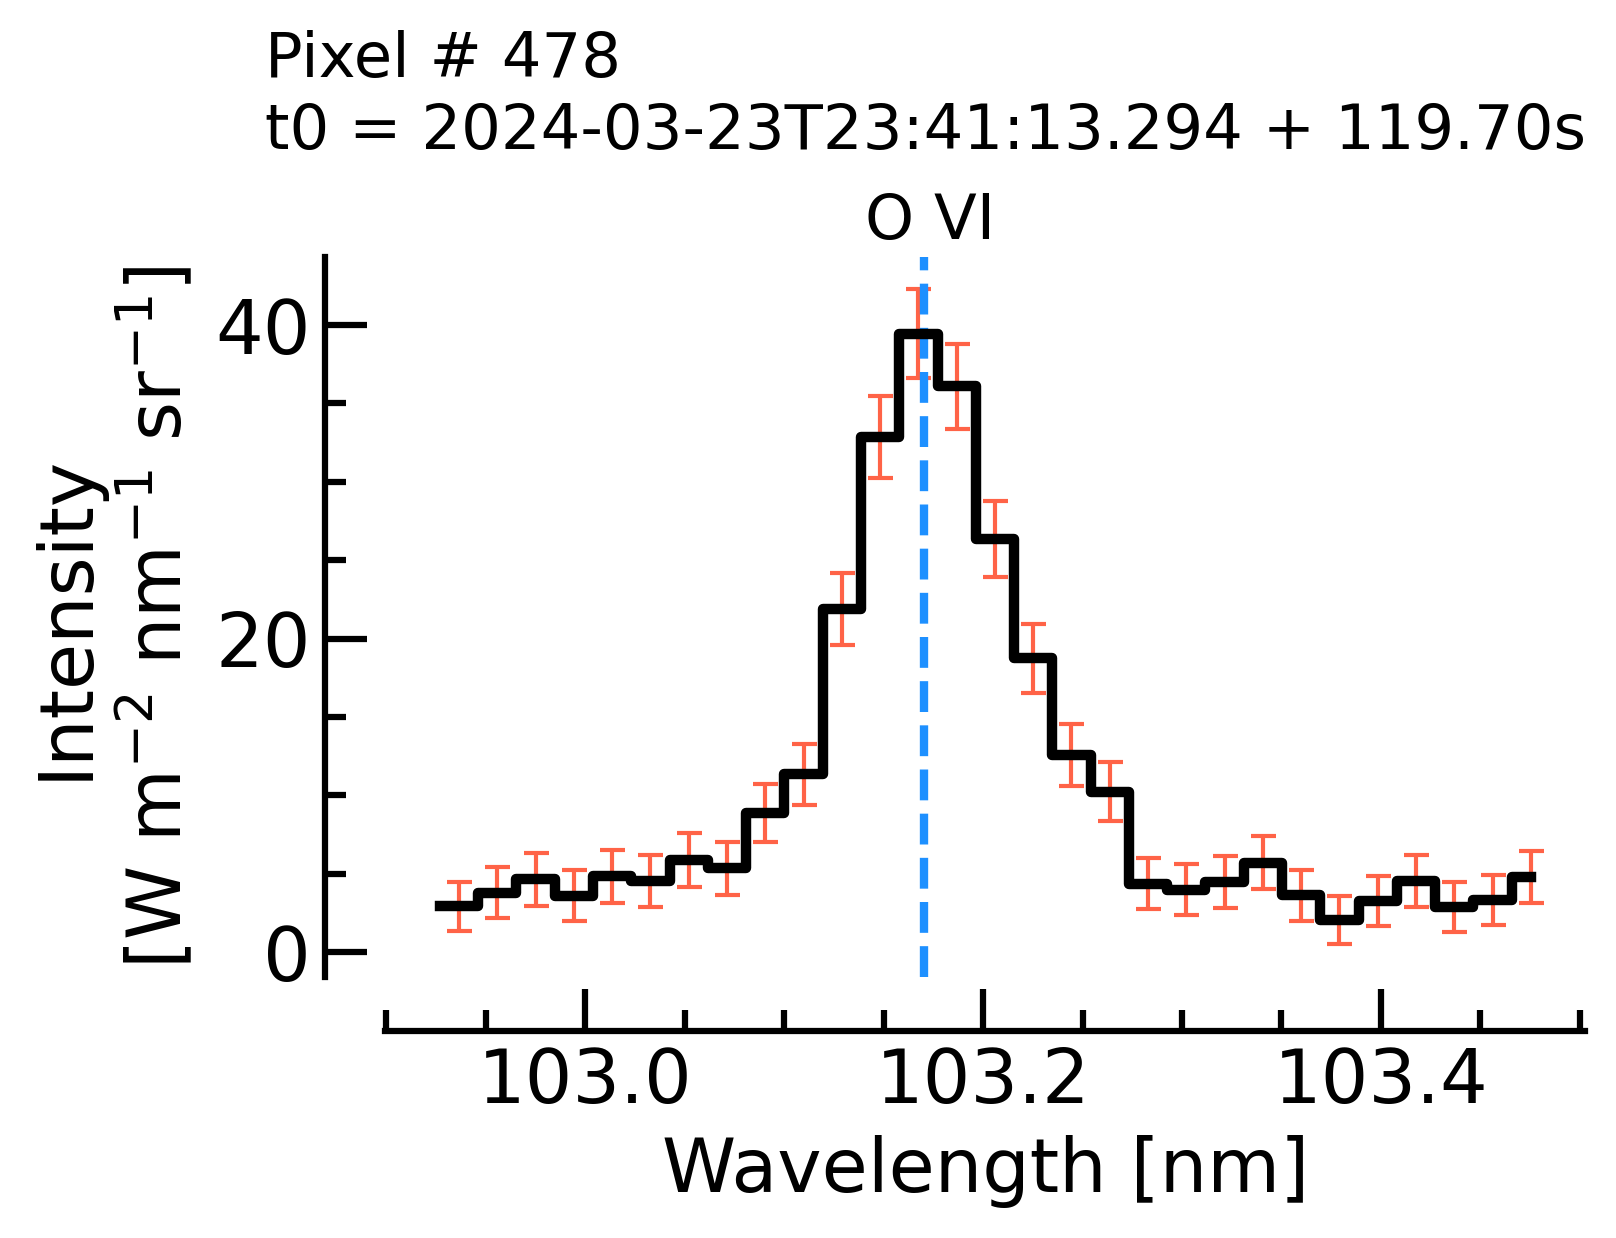 Pixel # 478
t0 = 2024-03-23T23:41:13.294 + 119.70s
O VI
Intensity
[W m⁻² nm⁻¹ sr⁻¹]
40
20
0
103.0 103.2 103.4
Wavelength [nm]